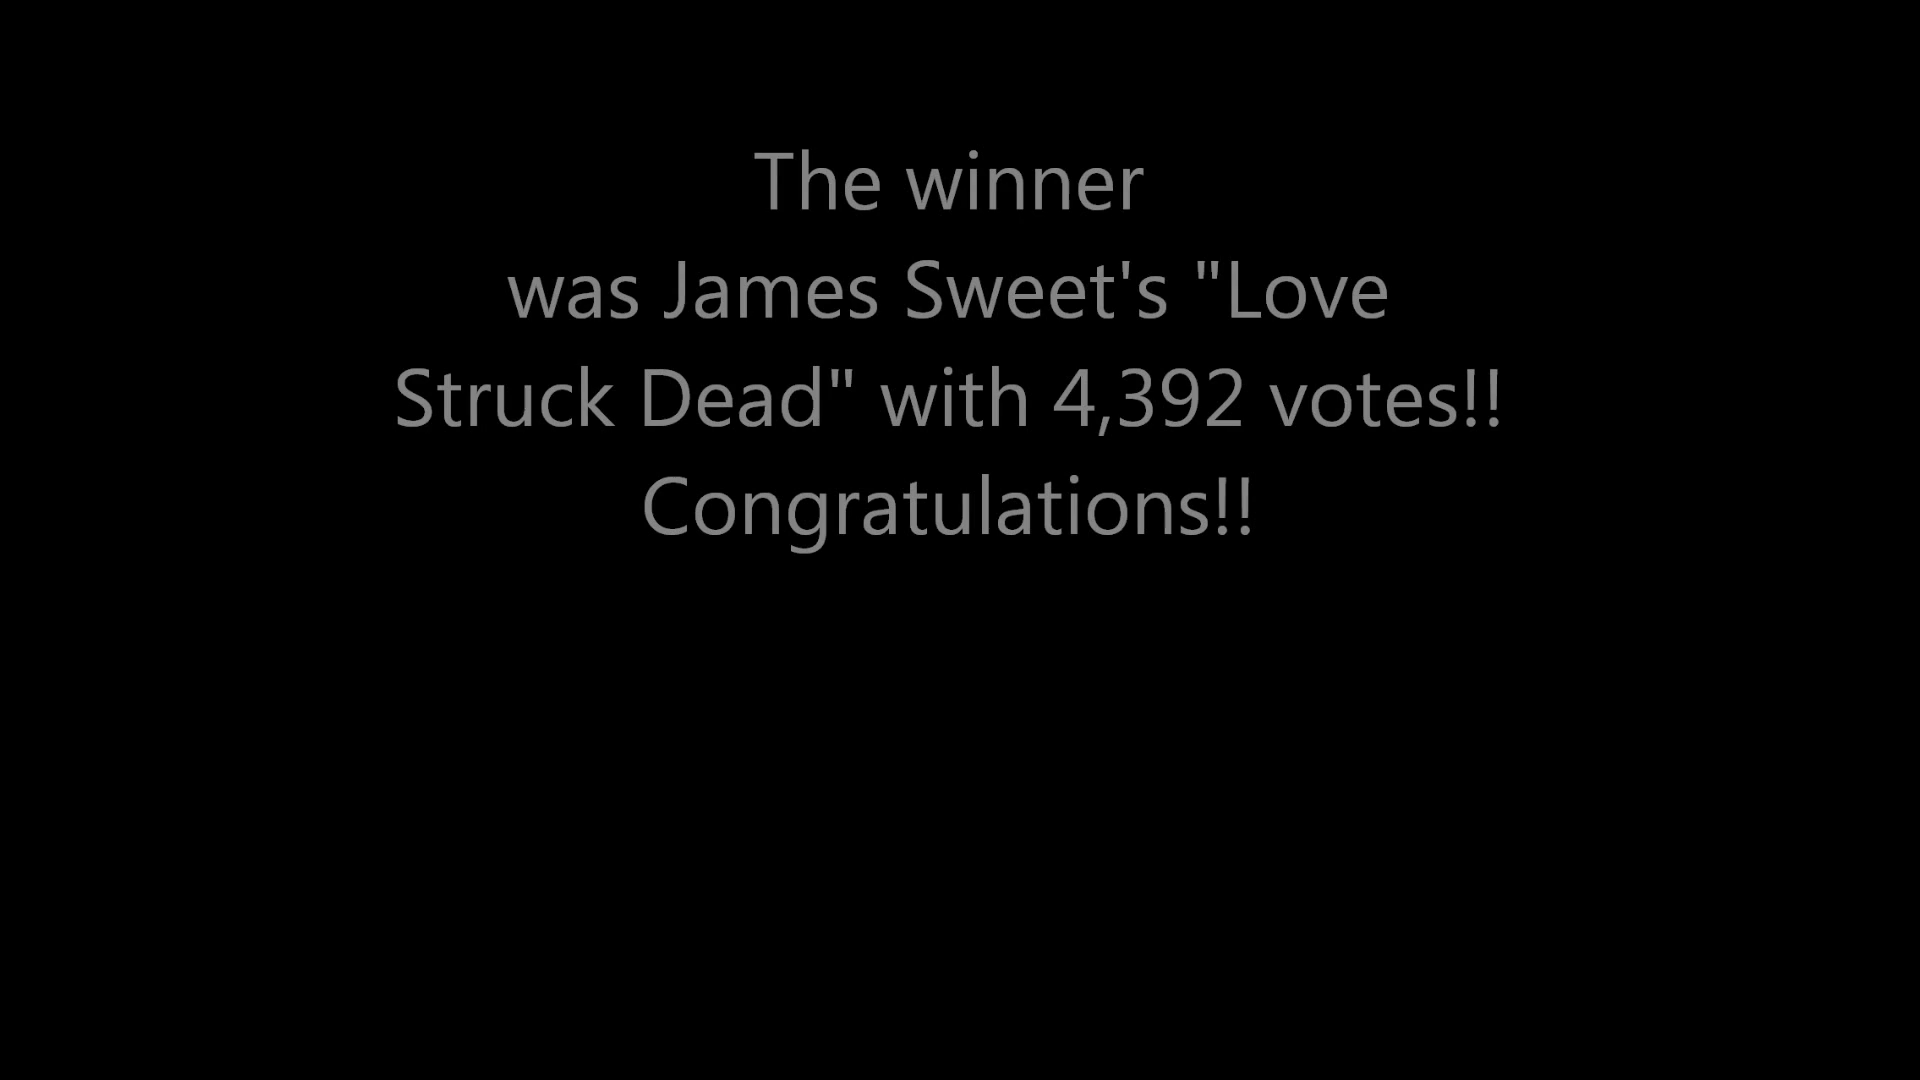 The winner
was James Sweet's "Love
Struck Dead" with 4,392 votes!!
Congratulations!!